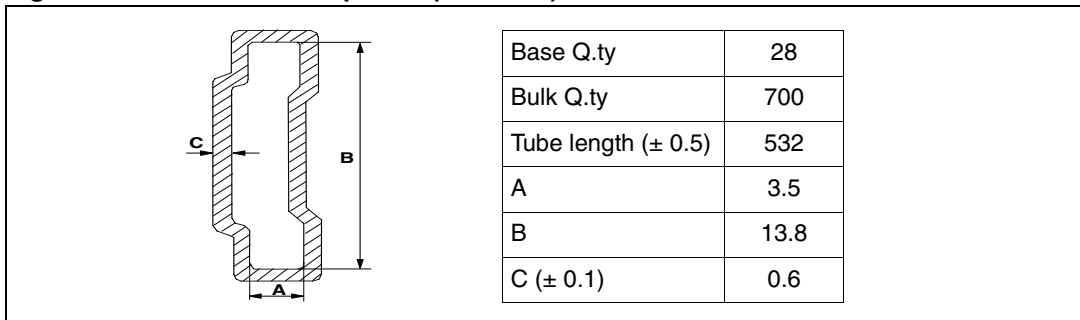 C
B
A
Base Q.ty 28
Bulk Q.ty 700
Tube length (± 0.5) 532
A 3.5
B 13.8
C (± 0.1) 0.6